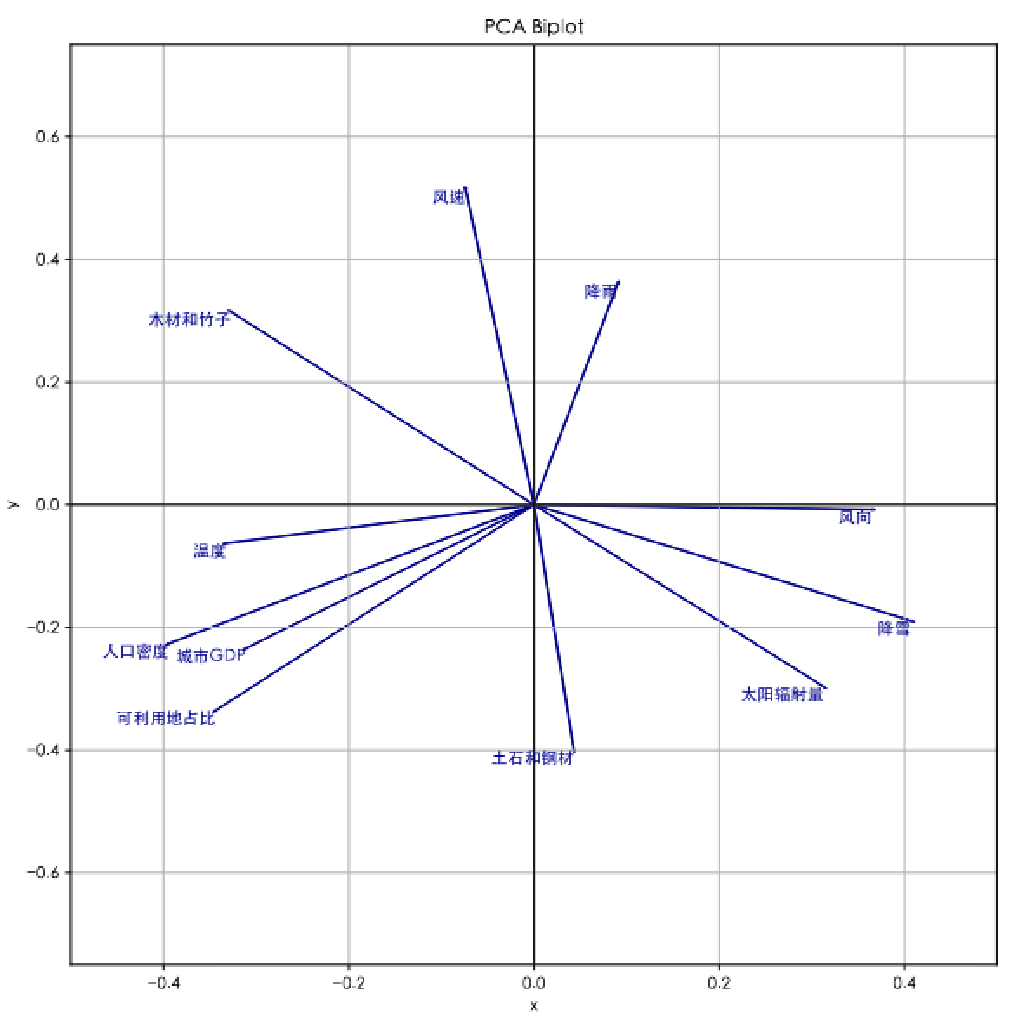 PCA Biplot
0.6
风速
0.4
降雨
木材和竹子
0.2
y
0.0
风向
温度
−0.2
降雪
人口密度
城市GDP
太阳辐射量
可利用地占比
−0.4
土石和钢材
−0.6
−0.4
−0.2
0.0
0.2
0.4
x